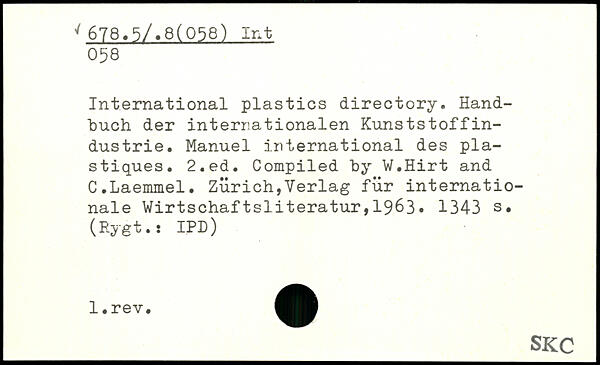 √ 678.5/.8(058) Int
058
International plastics directory. Hand-
buch der internationalen Kunststoffin-
dustrie. Manuel international des pla-
stiques. 2.ed. Compiled by W.Hirt and
C.Laemmel. Zürich,Verlag für internatio-
nale Wirtschaftsliteratur,1963. 1343 s.
(Rygt.: IPD)
1.rev.
SKC